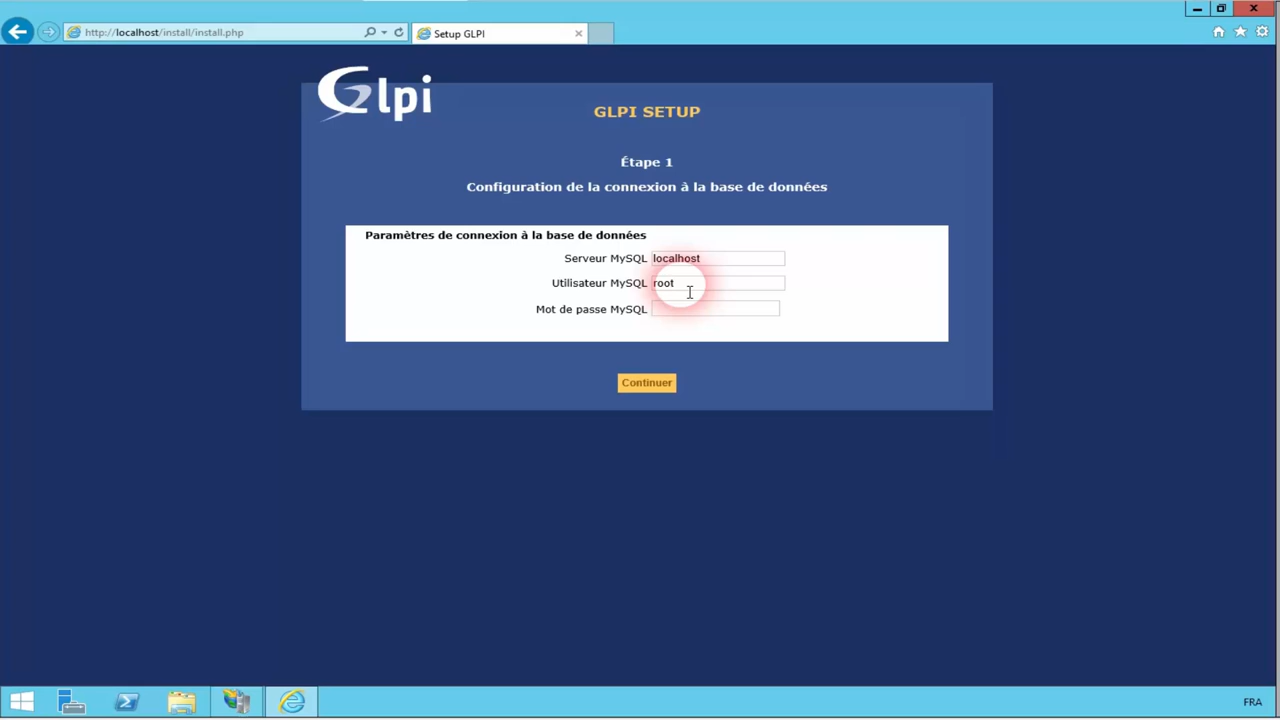 http://localhost/install/install.php
Setup GLPI
Glpi
GLPI SETUP
Étape 1
Configuration de la connexion à la base de données
Paramètres de connexion à la base de données
Serveur MySQL localhost
Utilisateur MySQL root
Mot de passe MySQL
Continuer
FRA